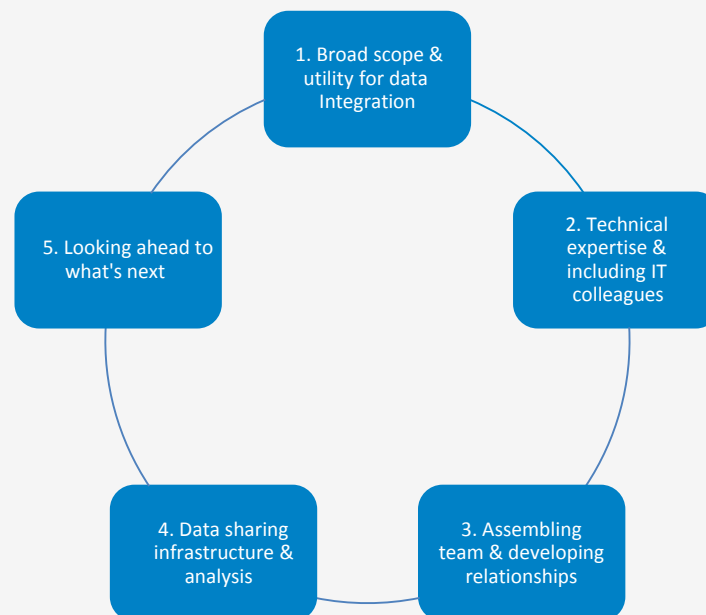 1. Broad scope &
utility for data
Integration
2. Technical
expertise &
including IT
colleagues
3. Assembling
team & developing
relationships
4. Data sharing
infrastructure &
analysis
5. Looking ahead to
what's next